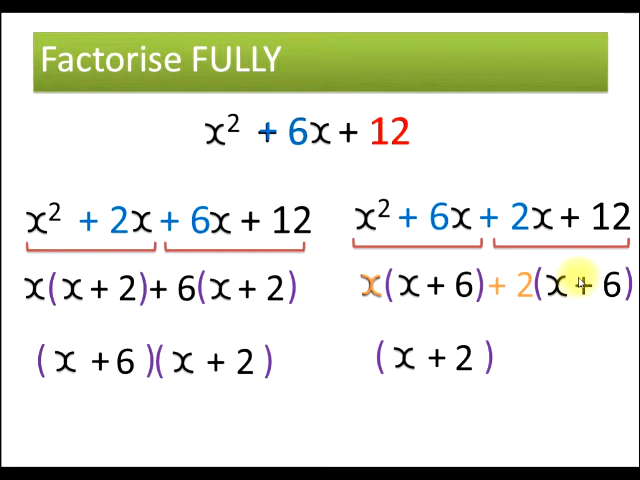 Factorise FULLY
x² + 6x + 12
x² + 2x + 6x + 12
x(x + 2) + 6(x + 2)
(x + 6)(x + 2)
x² + 6x + 2x + 12
x(x + 6) + 2(x + 6)
(x + 2)